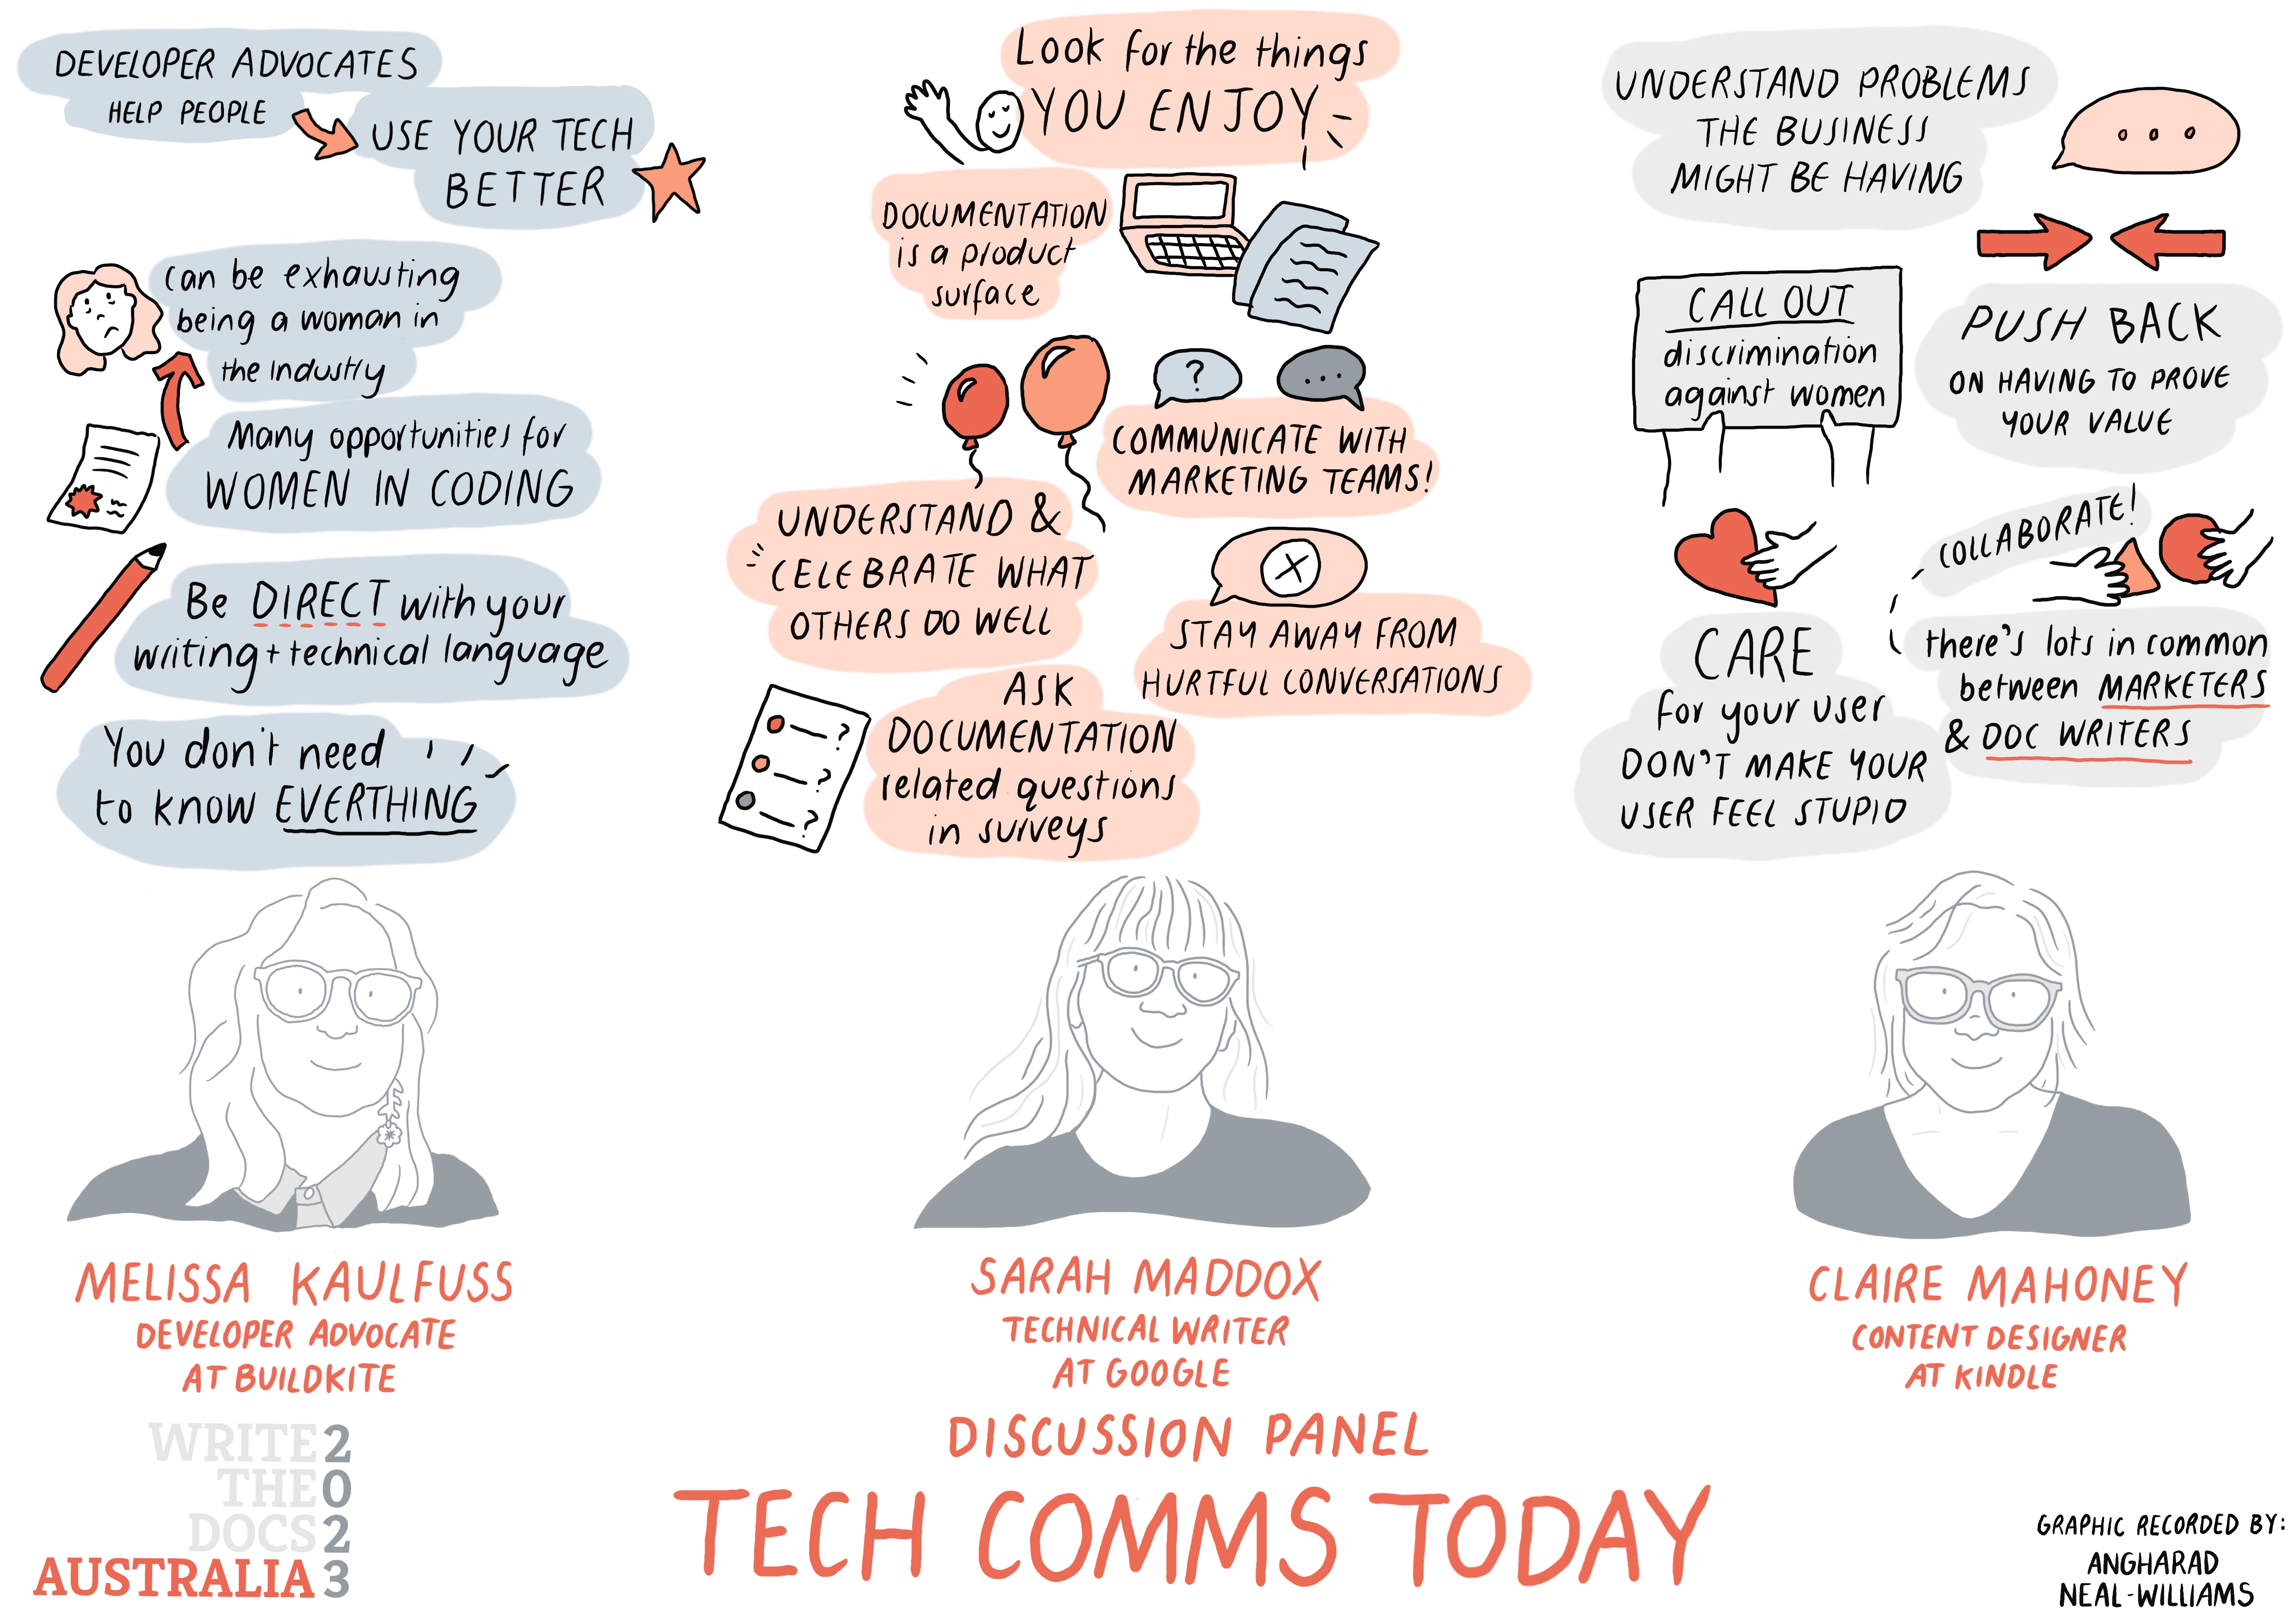 DEVELOPER ADVOCATES
HELP PEOPLE
USE YOUR TECH
BETTER
can be exhausting
being a woman in
the industry
Many opportunities for
WOMEN IN CODING
Be DIRECT with your
writing + technical language
You don't need
to know EVERTHING
MELISSA KAULFUSS
DEVELOPER ADVOCATE
AT BUILDKITE
Look for the things
YOU ENJOY
DOCUMENTATION
is a product
surface
?
...
COMMUNICATE WITH
MARKETING TEAMS!
UNDERSTAND &
CELEBRATE WHAT
OTHERS DO WELL
STAY AWAY FROM
HURTFUL CONVERSATIONS
ASK
DOCUMENTATION
related questions
in surveys
?
?
?
SARAH MADDOX
TECHNICAL WRITER
AT GOOGLE
UNDERSTAND PROBLEMS
THE BUSINESS
MIGHT BE HAVING
...
CALL OUT
discrimination
against women
PUSH BACK
ON HAVING TO PROVE
YOUR VALUE
COLLABORATE!
there's lots in common
between MARKETERS
& DOC WRITERS
CARE
for your user
DON'T MAKE YOUR
USER FEEL STUPID
CLAIRE MAHONEY
CONTENT DESIGNER
AT KINDLE
DISCUSSION PANEL
TECH COMMS TODAY
WRITE 2
THE 0
DOCS 2
AUSTRALIA 3
GRAPHIC RECORDED BY:
ANGHARAD
NEAL-WILLIAMS